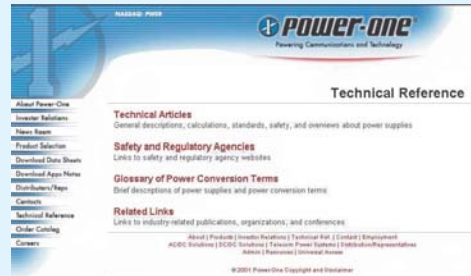 NASDAQ: PWER
POWER-ONE
Powering Communications and Technology
Technical Reference
About Power-One
Investor Relations
News Room
Product Selection
Download Data Sheets
Download Apps Notes
Distributors/Reps
Contacts
Technical Reference
Order Catalog
Careers
Technical Articles
General descriptions, calculations, standards, safety, and overviews about power supplies
Safety and Regulatory Agencies
Links to safety and regulatory agency websites
Glossary of Power Conversion Terms
Brief descriptions of power supplies and power conversion terms
Related Links
Links to industry-related publications, organizations, and conferences
About | Products | Investor Relations | Technical Ref. | Contact | Employment
AC/DC Solutions | DC/DC Solutions | Telecom Power Systems | Distribution/Representatives
Admin | Resources | Universal Access
©2001 Power-One Copyright and Disclaimer